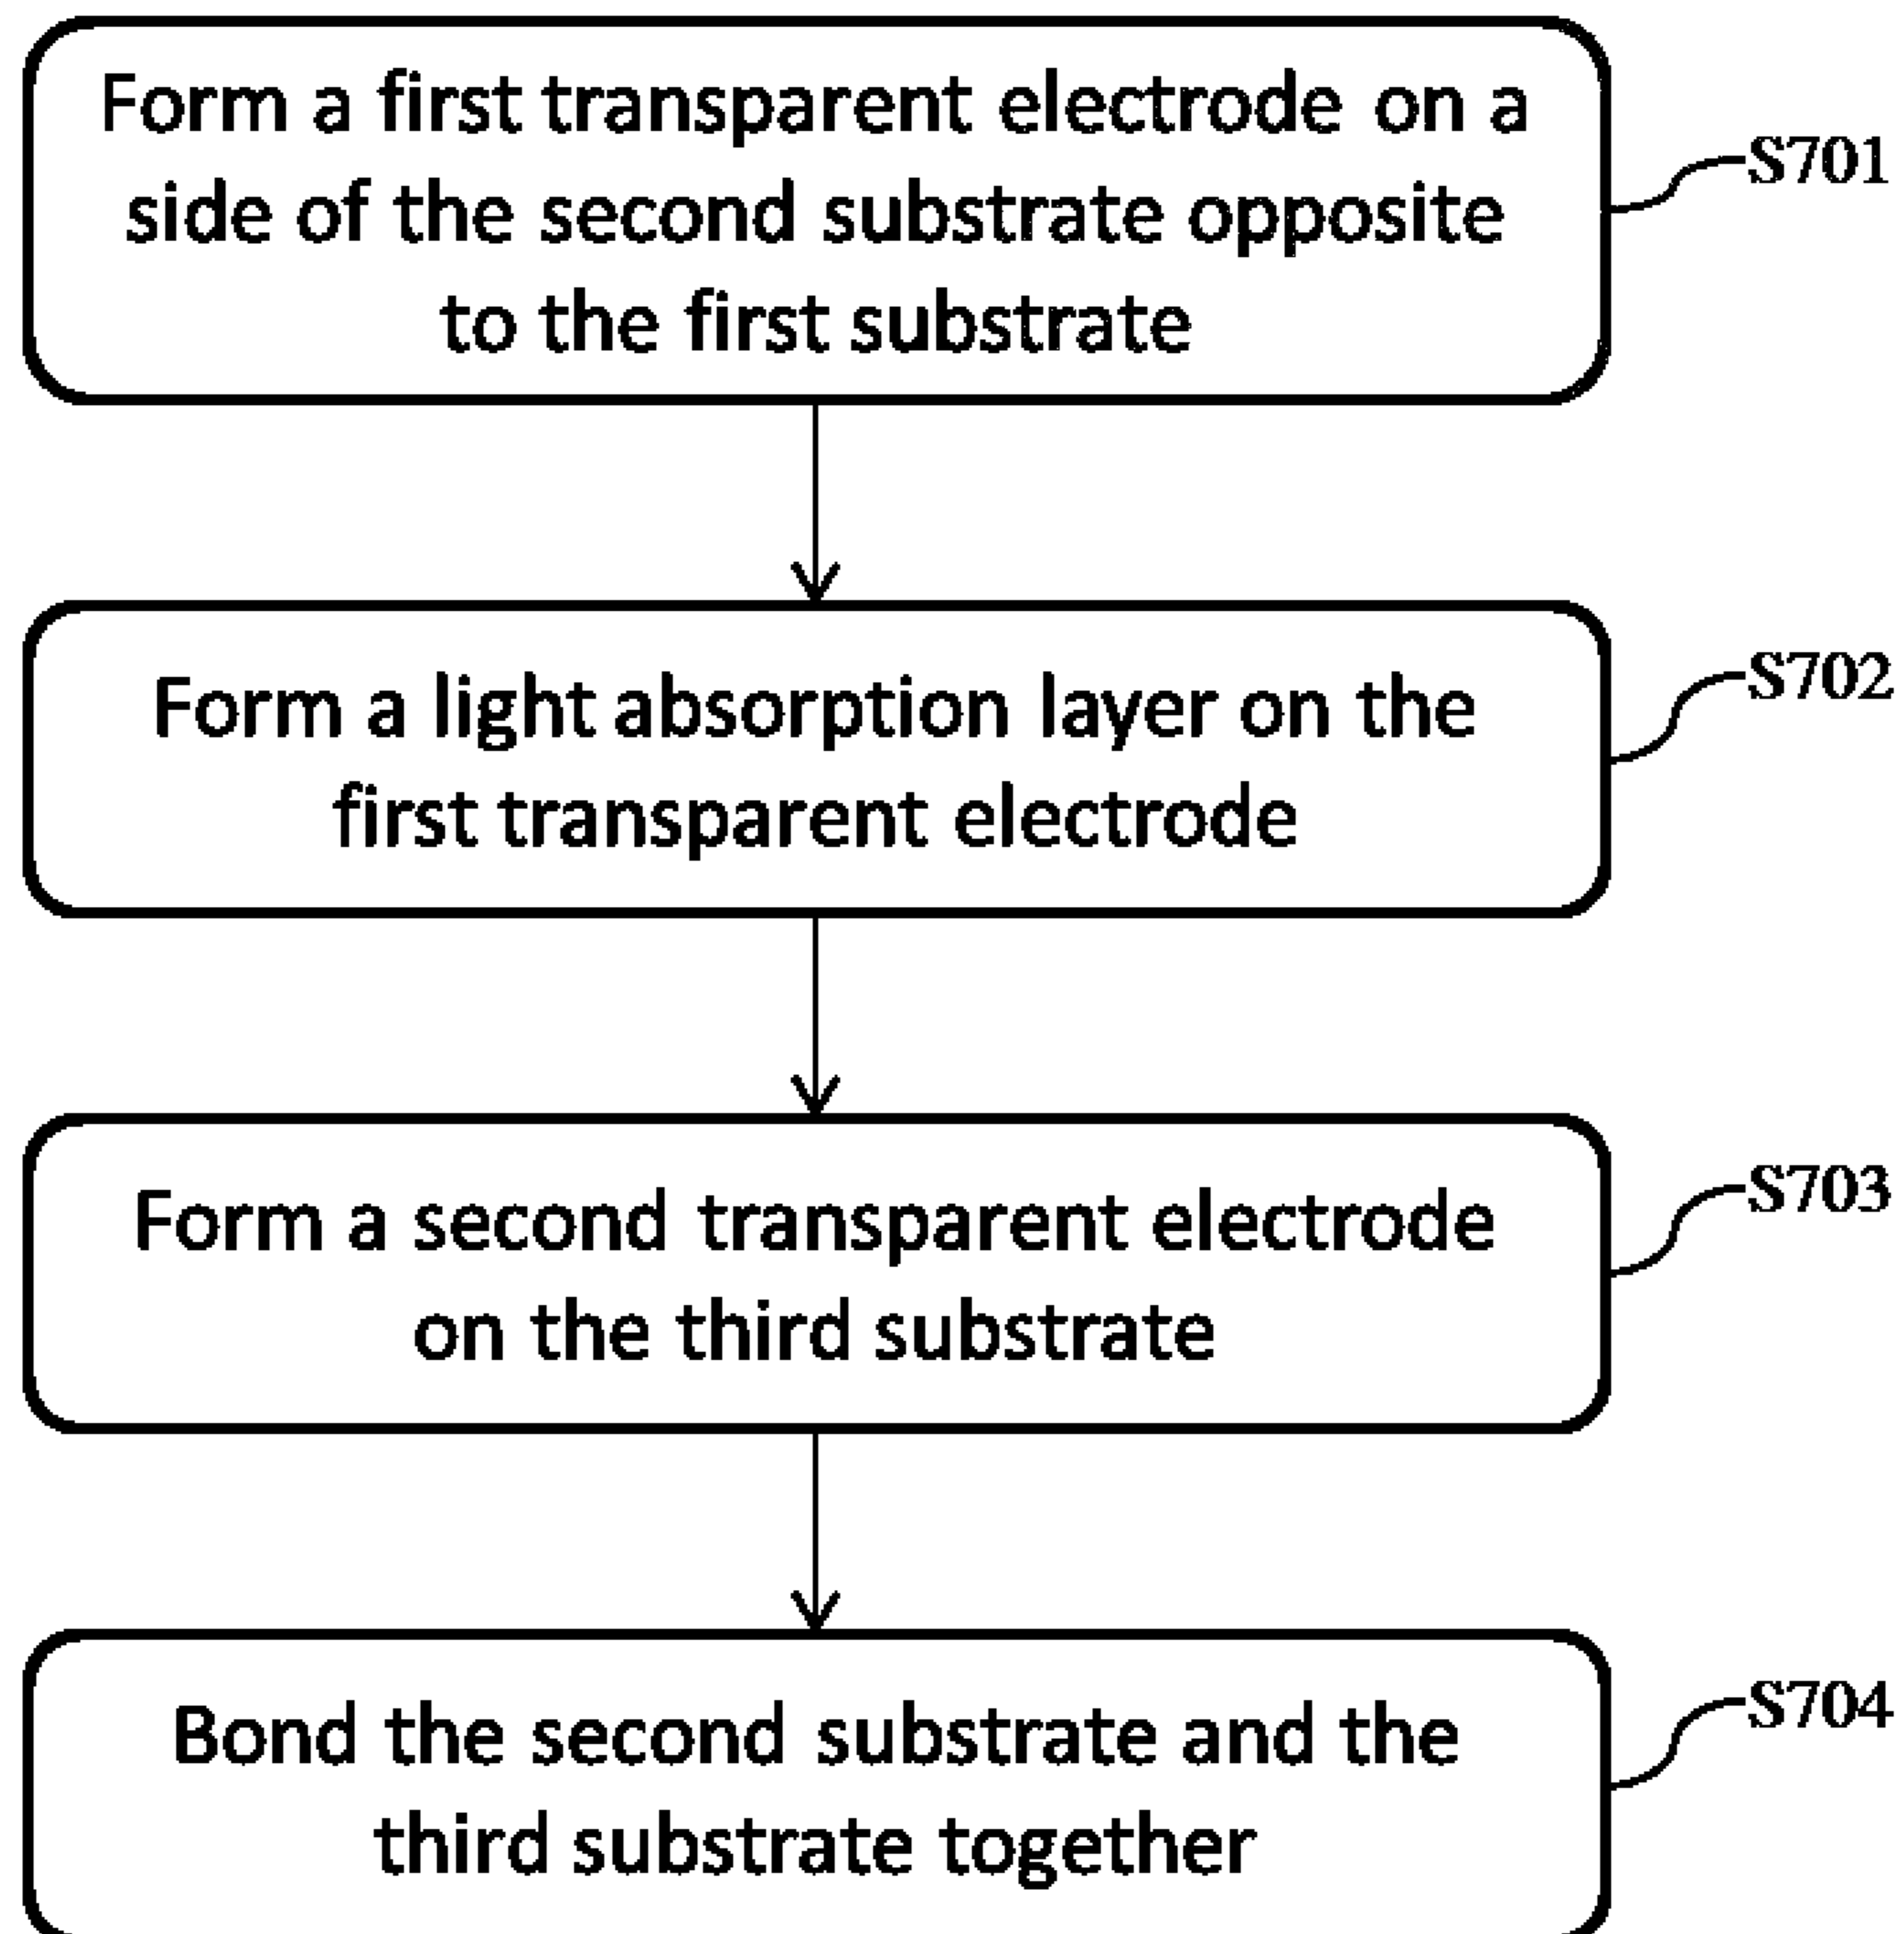 Form a first transparent electrode on a
side of the second substrate opposite
to the first substrate
S701
Form a light absorption layer on the
first transparent electrode
S702
Form a second transparent electrode
on the third substrate
S703
Bond the second substrate and the
third substrate together
S704